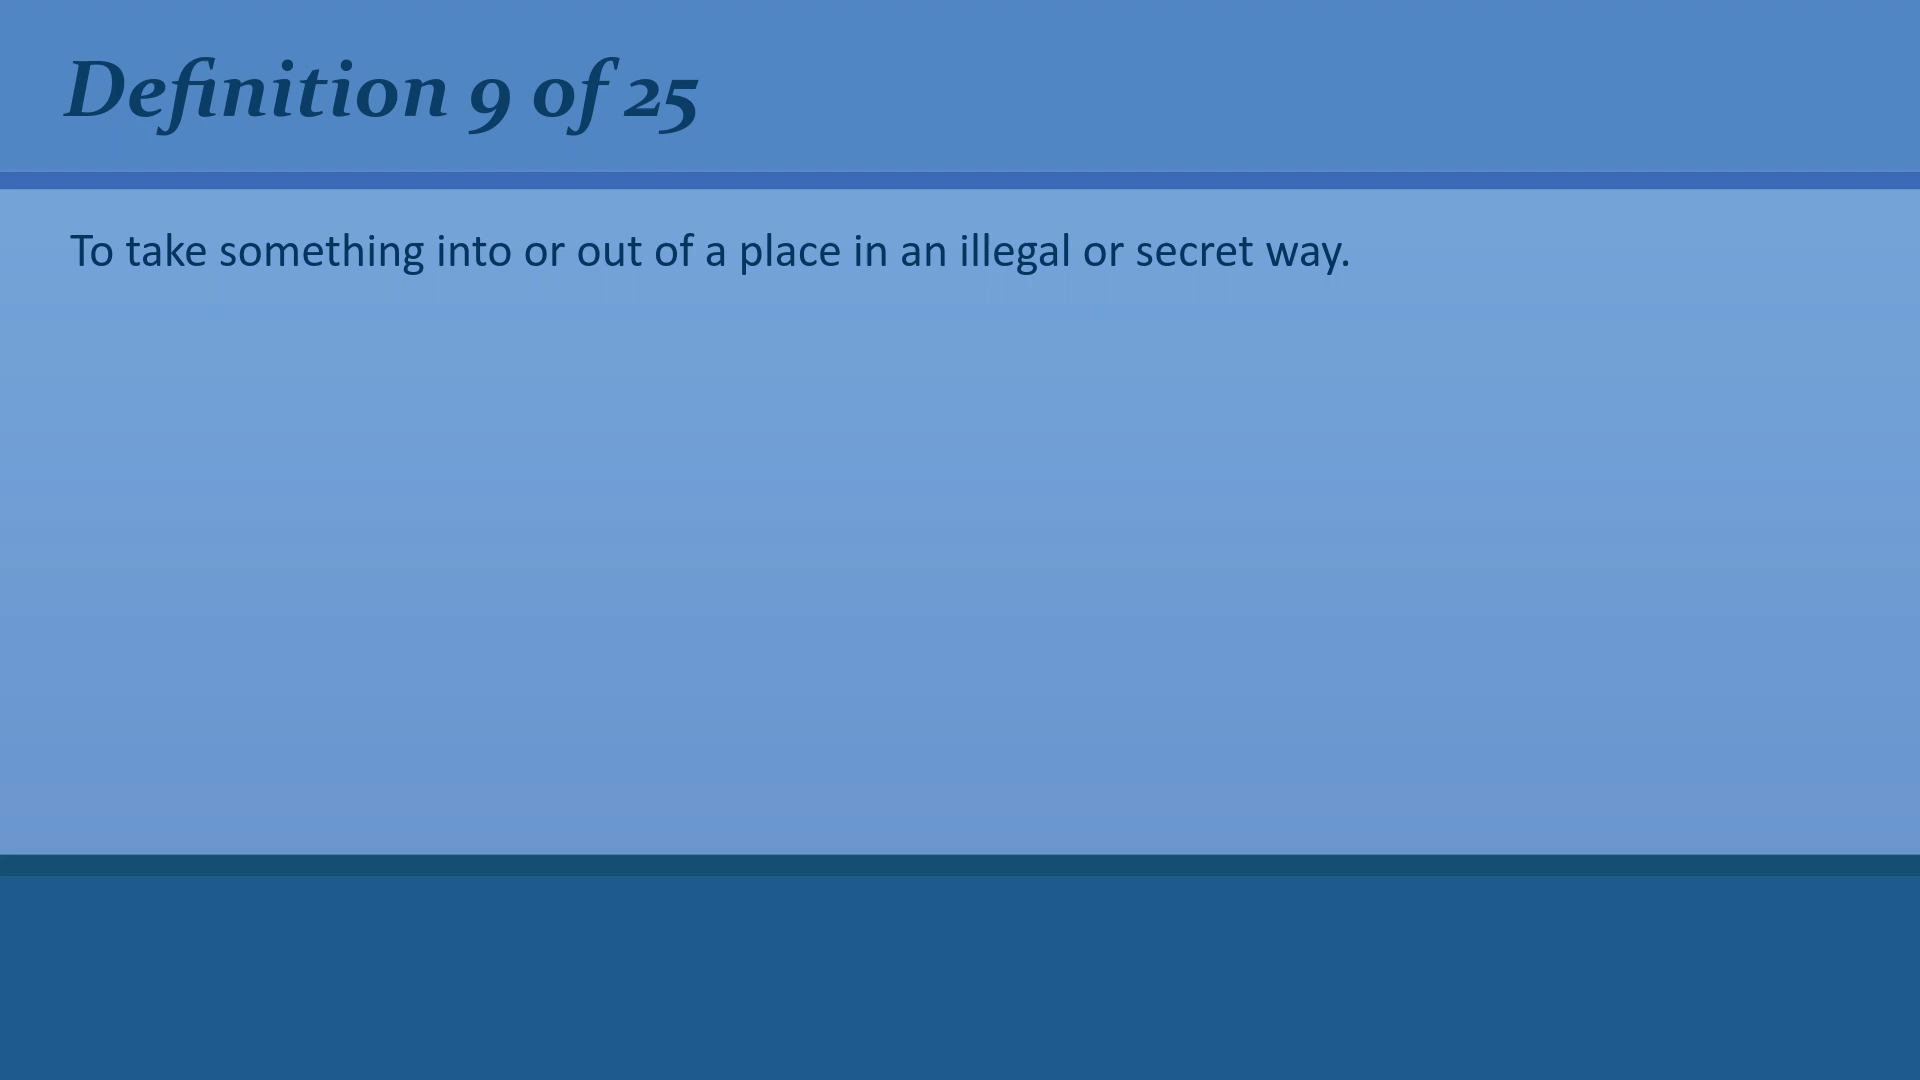 Definition 9 of 25
To take something into or out of a place in an illegal or secret way.